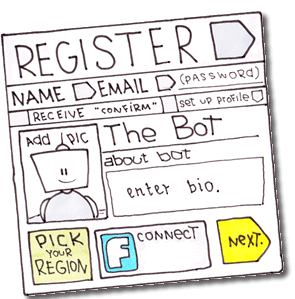 REGISTER
NAME EMAIL (PASSWORD)
RECEIVE "CONFIRM" set up profile
Add PIC
The Bot
about bot
enter bio.
PICK YOUR REGION
F CONNECT
NEXT.